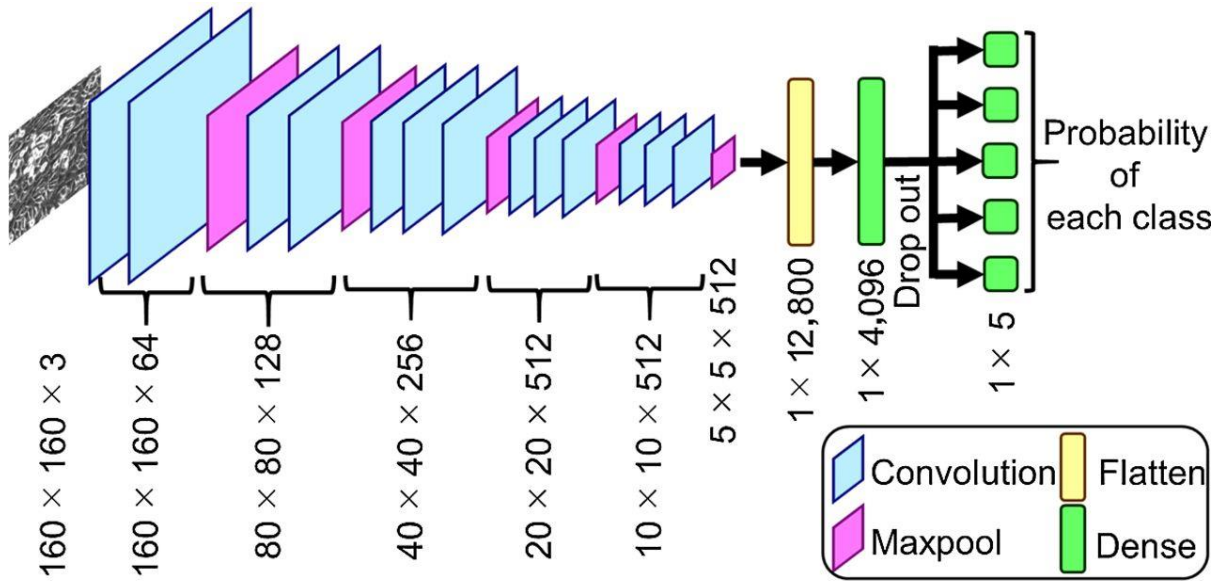 160 × 160 × 3
160 × 160 × 64
80 × 80 × 128
40 × 40 × 256
20 × 20 × 512
10 × 10 × 512
5 × 5 × 512
1 × 12,800
1 × 4,096
Drop out
1 × 5
Probability
of
each class
Convolution
Maxpool
Flatten
Dense